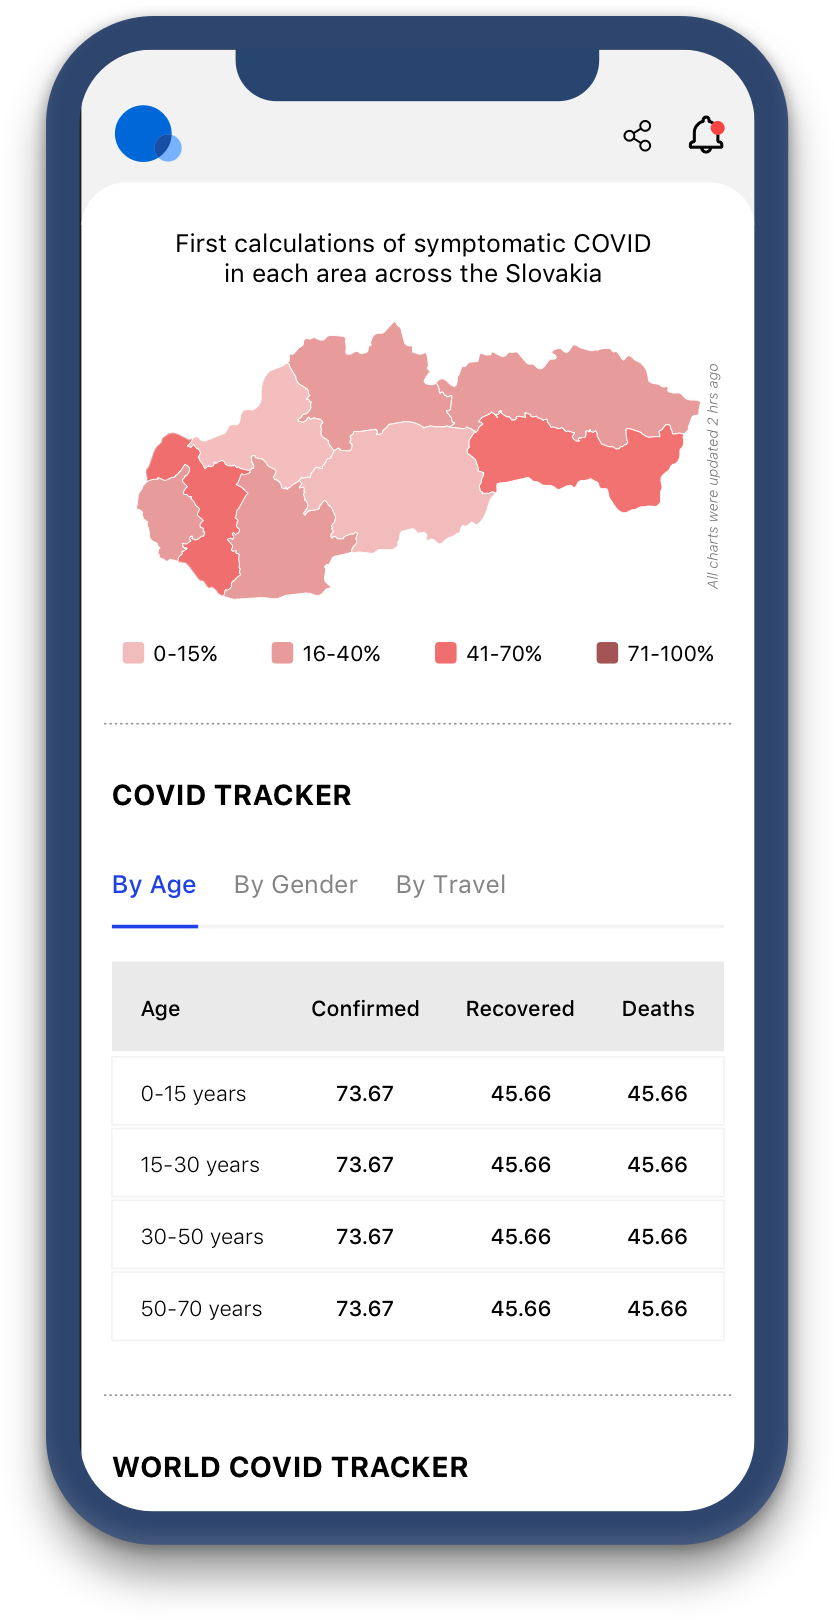 First calculations of symptomatic COVID
in each area across the Slovakia
All charts were updated 2 hrs ago
0-15% 16-40% 41-70% 71-100%
COVID TRACKER
By Age By Gender By Travel
Age Confirmed Recovered Deaths
0-15 years 73.67 45.66 45.66
15-30 years 73.67 45.66 45.66
30-50 years 73.67 45.66 45.66
50-70 years 73.67 45.66 45.66
WORLD COVID TRACKER